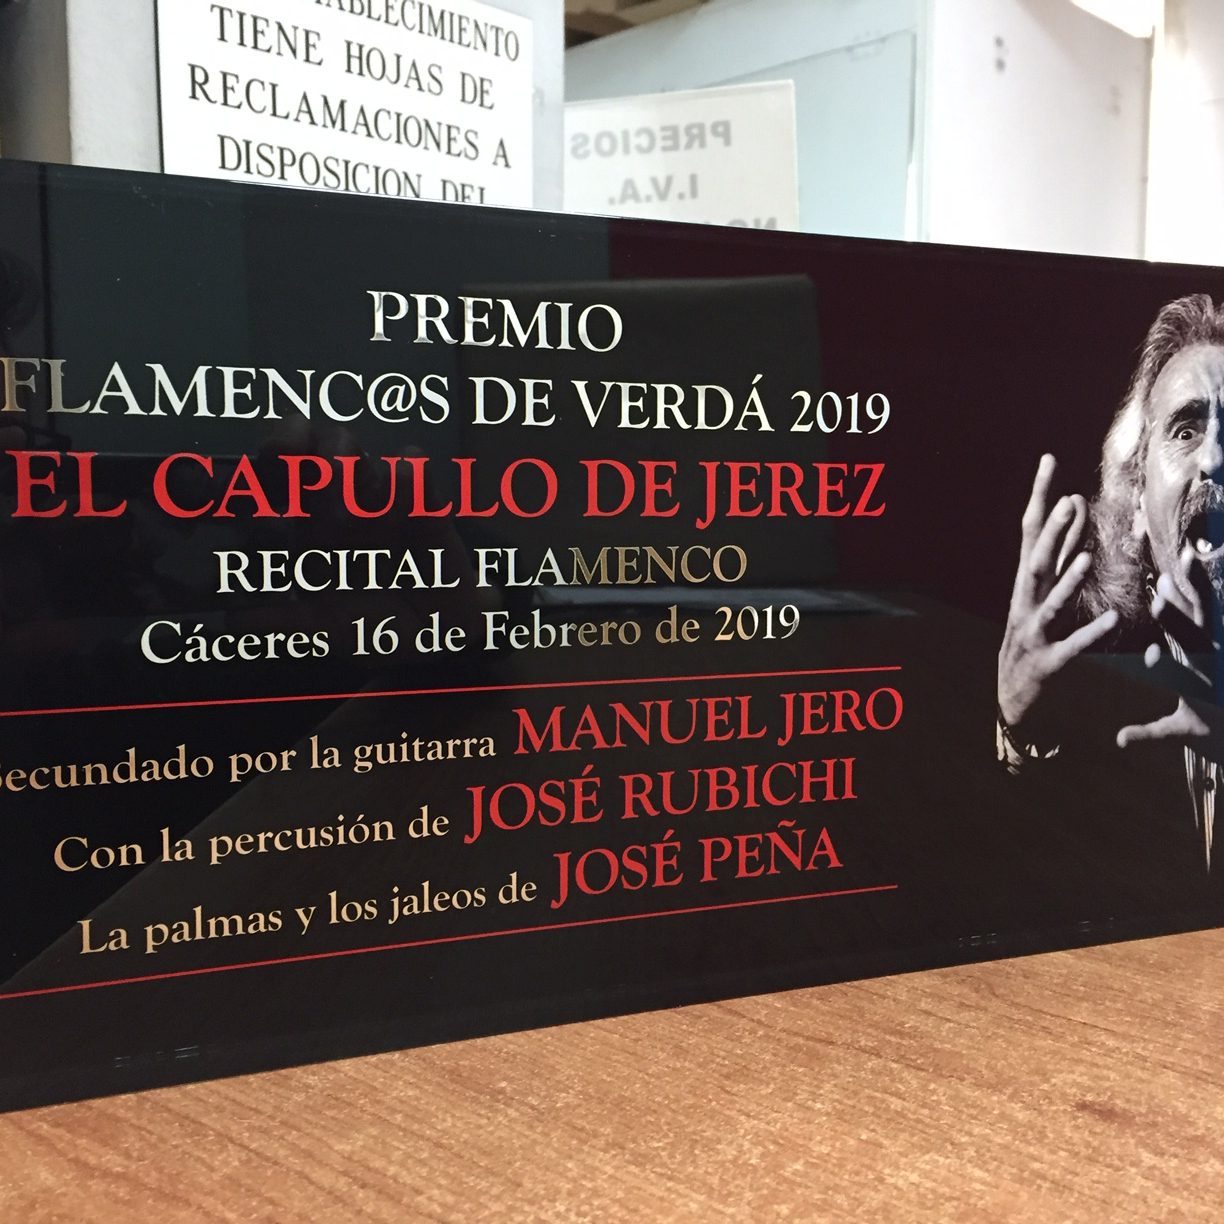 TIENE HOJAS DE
RECLAMACIONES A
DISPOSICION DEL
PRECIOS
I.V.A.
PREMIO
FLAMENC@S DE VERDÁ 2019
EL CAPULLO DE JEREZ
RECITAL FLAMENCO
Cáceres 16 de Febrero de 2019
Secundado por la guitarra MANUEL JERO
Con la percusión de JOSÉ RUBICHI
La palmas y los jaleos de JOSÉ PEÑA